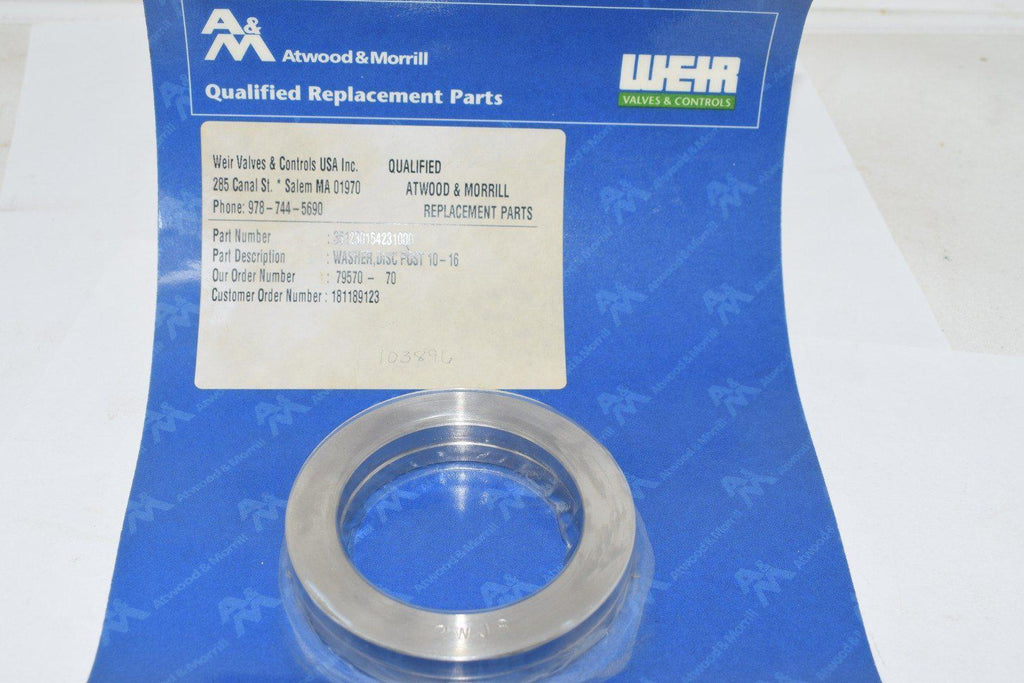 A&M Atwood & Morrill
Qualified Replacement Parts
WEIR
VALVES & CONTROLS
Weir Valves & Controls USA Inc. QUALIFIED
285 Canal St. * Salem MA 01970 ATWOOD & MORRILL
Phone: 978-744-5690 REPLACEMENT PARTS
Part Number :
Part Description : WASHER, DISC POST 10-16
Our Order Number : 79570 - 70
Customer Order Number : 181189123
103896